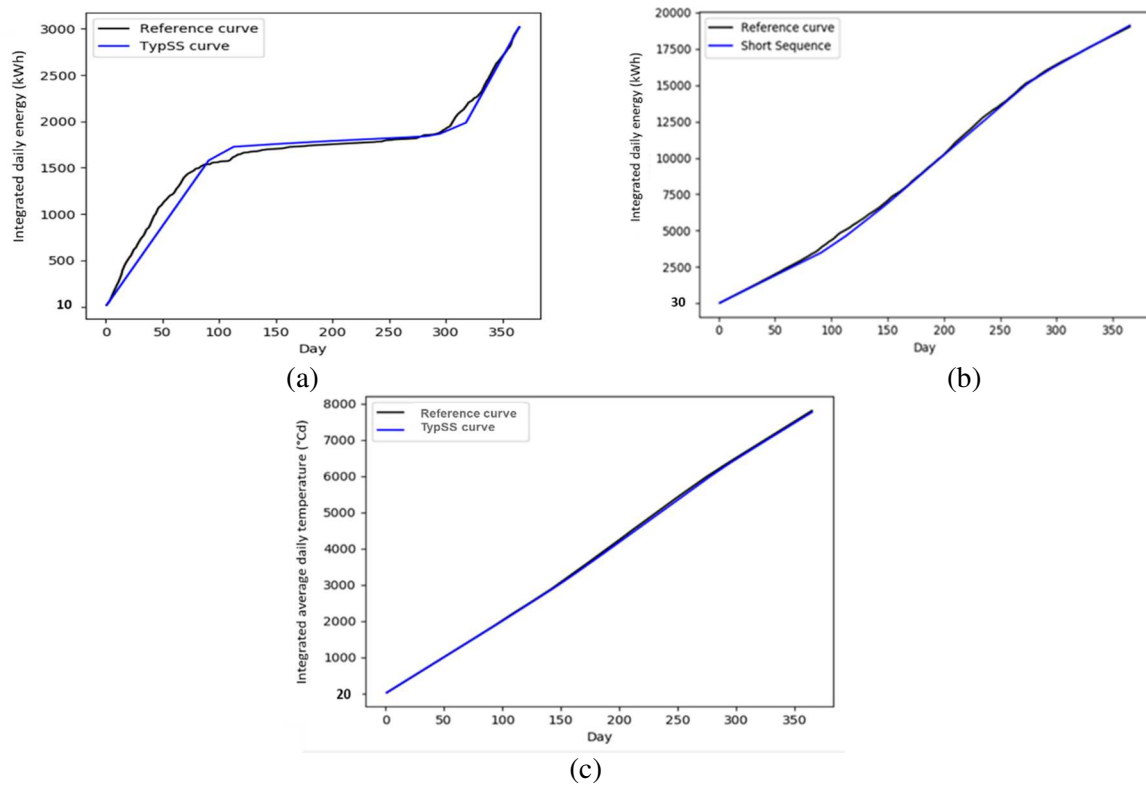 Reference curve
TypSS curve
Integrated daily energy (kWh)
3000
2500
2000
1500
1000
500
10
0 50 100 150 200 250 300 350
Day
(a)
Reference curve
Short Sequence
Integrated daily energy (kWh)
20000
17500
15000
12500
10000
7500
5000
2500
30
0 50 100 150 200 250 300 350
Day
(b)
Reference curve
TypSS curve
Integrated average daily temperature (°Cd)
8000
7000
6000
5000
4000
3000
2000
1000
20
0 50 100 150 200 250 300 350
Day
(c)